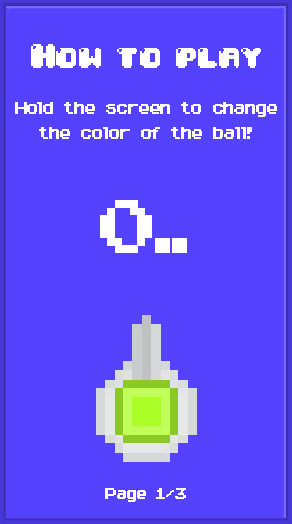 How to play
Hold the screen to change
the color of the ball!
0..
Page 1/3